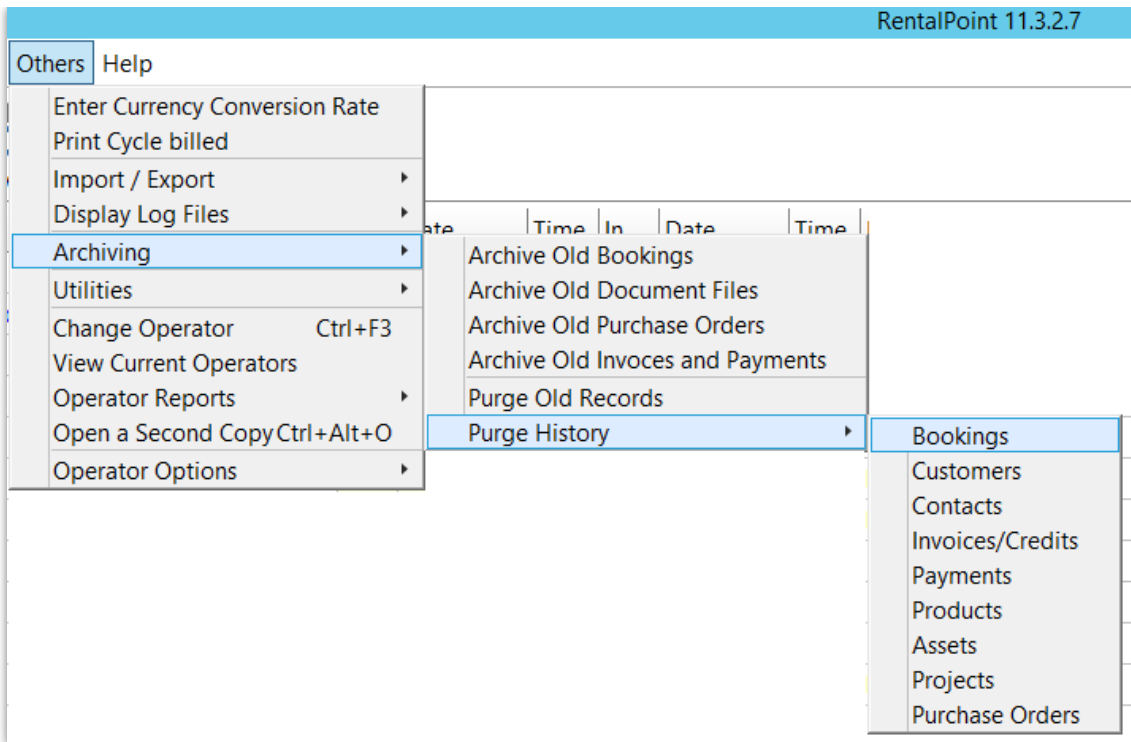 RentalPoint 11.3.2.7
Others Help
Enter Currency Conversion Rate
Print Cycle billed
Import / Export
Display Log Files
Time In Date Time
Archiving
Archive Old Bookings
Archive Old Document Files
Archive Old Purchase Orders
Archive Old Invoces and Payments
Purge Old Records
Purge History
Utilities
Change Operator Ctrl+F3
View Current Operators
Operator Reports
Open a Second Copy Ctrl+Alt+O
Operator Options
Bookings
Customers
Contacts
Invoices/Credits
Payments
Products
Assets
Projects
Purchase Orders